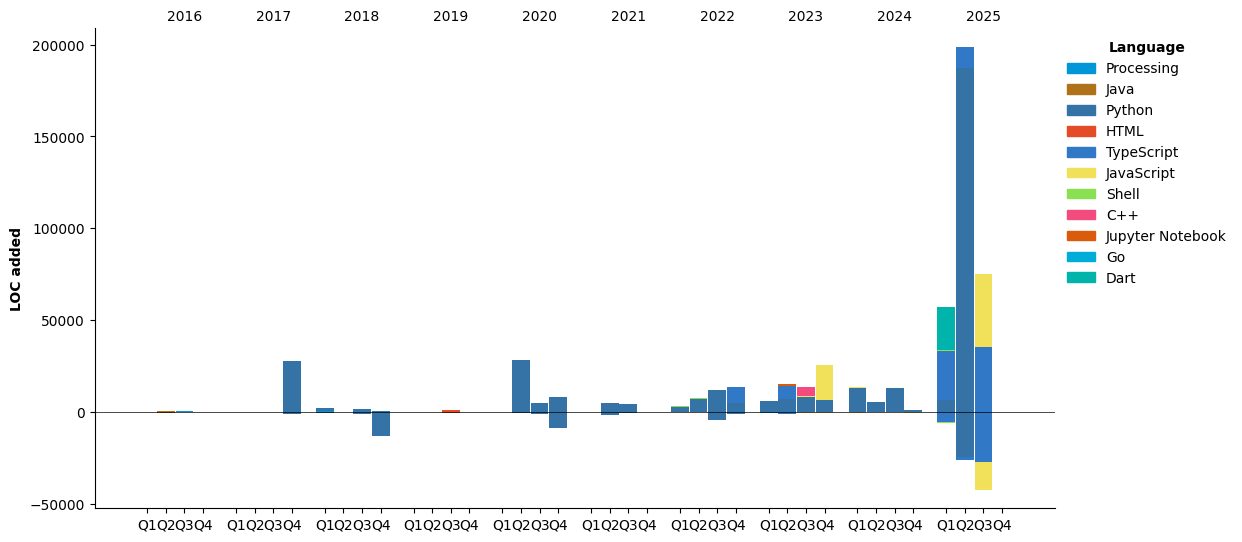 2016 2017 2018 2019 2020 2021 2022 2023 2024 2025
200000
150000
100000
50000
0
−50000
LOC added
Q1Q2Q3Q4 Q1Q2Q3Q4 Q1Q2Q3Q4 Q1Q2Q3Q4 Q1Q2Q3Q4 Q1Q2Q3Q4 Q1Q2Q3Q4 Q1Q2Q3Q4 Q1Q2Q3Q4 Q1Q2Q3Q4
Language
Processing
Java
Python
HTML
TypeScript
JavaScript
Shell
C++
Jupyter Notebook
Go
Dart